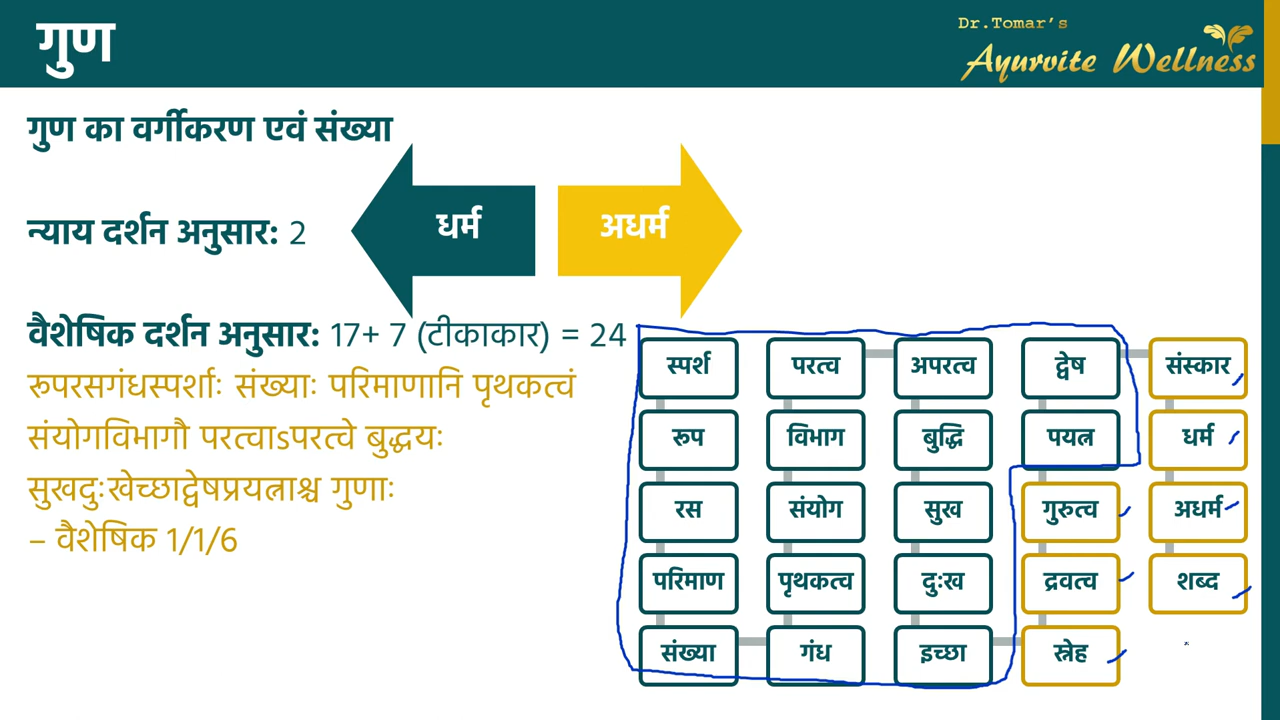 गुण
Dr.Tomar's
Ayurvite Wellness
गुण का वर्गीकरण एवं संख्या
न्याय दर्शन अनुसार: 2
धर्म
अधर्म
वैशेषिक दर्शन अनुसार: 17+ 7 (टीकाकार) = 24
रूपरसगंधस्पर्शाः संख्याः परिमाणानि पृथकत्वं
संयोगविभागौ परत्वाऽपरत्वे बुद्धयः
सुखदुःखेच्छाद्वेषप्रयत्नाश्च गुणाः
– वैशेषिक 1/1/6
स्पर्श परत्व अपरत्व द्वेष संस्कार
रूप विभाग बुद्धि पयत्न धर्म
रस संयोग सुख गुरुत्व अधर्म
परिमाण पृथकत्व दुःख द्रवत्व शब्द
संख्या गंध इच्छा स्नेह